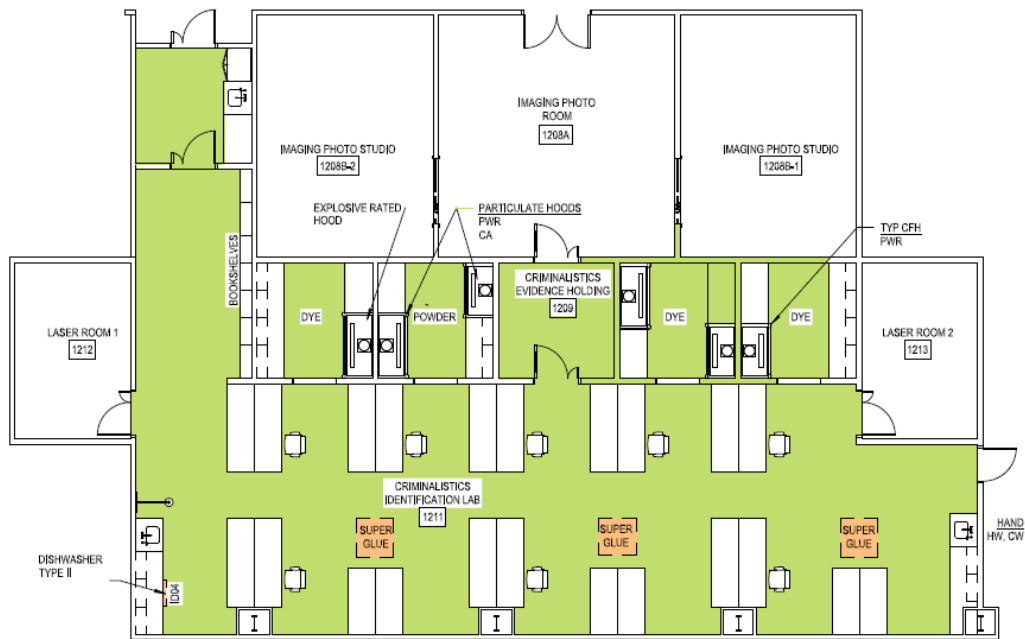 IMAGING PHOTO
ROOM
1208A
IMAGING PHOTO STUDIO
1208B-2
IMAGING PHOTO STUDIO
1208B-1
EXPLOSIVE RATED
HOOD
PARTICULATE HOODS
PWR
CA
TYP CFH
PWR
BOOKSHELVES
CRIMINALISTICS
EVIDENCE HOLDING
1209
DYE
POWDER
DYE
DYE
LASER ROOM 1
1212
LASER ROOM 2
1213
CRIMINALISTICS
IDENTIFICATION LAB
1211
SUPER
GLUE
SUPER
GLUE
SUPER
GLUE
HAND
HW, CW
DISHWASHER
TYPE II
ID04
I
I
I
I